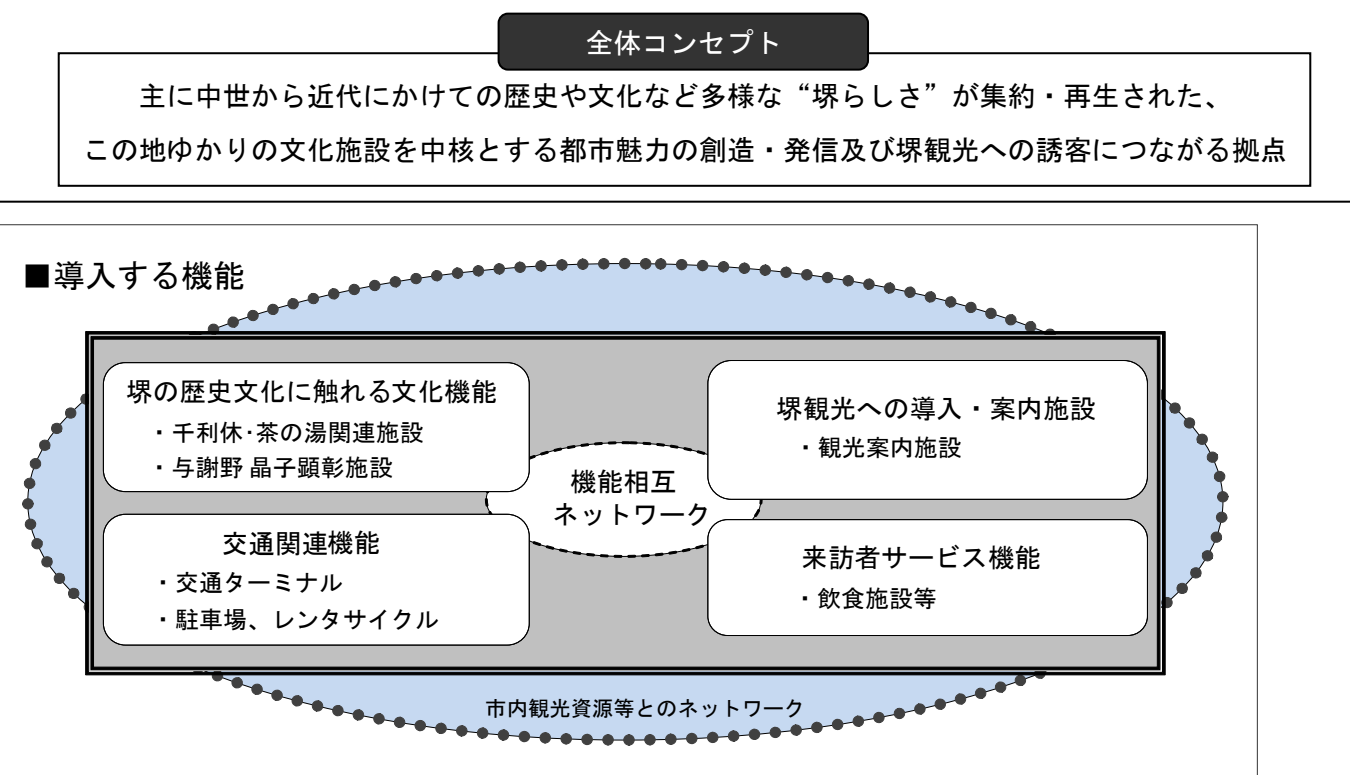 全体コンセプト
主に中世から近代にかけての歴史や文化など多様な“堺らしさ”が集約・再生された、
この地ゆかりの文化施設を中核とする都市魅力の創造・発信及び堺観光への誘客につながる拠点
■導入する機能
堺の歴史文化に触れる文化機能
・千利休･茶の湯関連施設
・与謝野 晶子顕彰施設
堺観光への導入・案内施設
・観光案内施設
機能相互
ネットワーク
交通関連機能
・交通ターミナル
・駐車場、レンタサイクル
来訪者サービス機能
・飲食施設等
市内観光資源等とのネットワーク